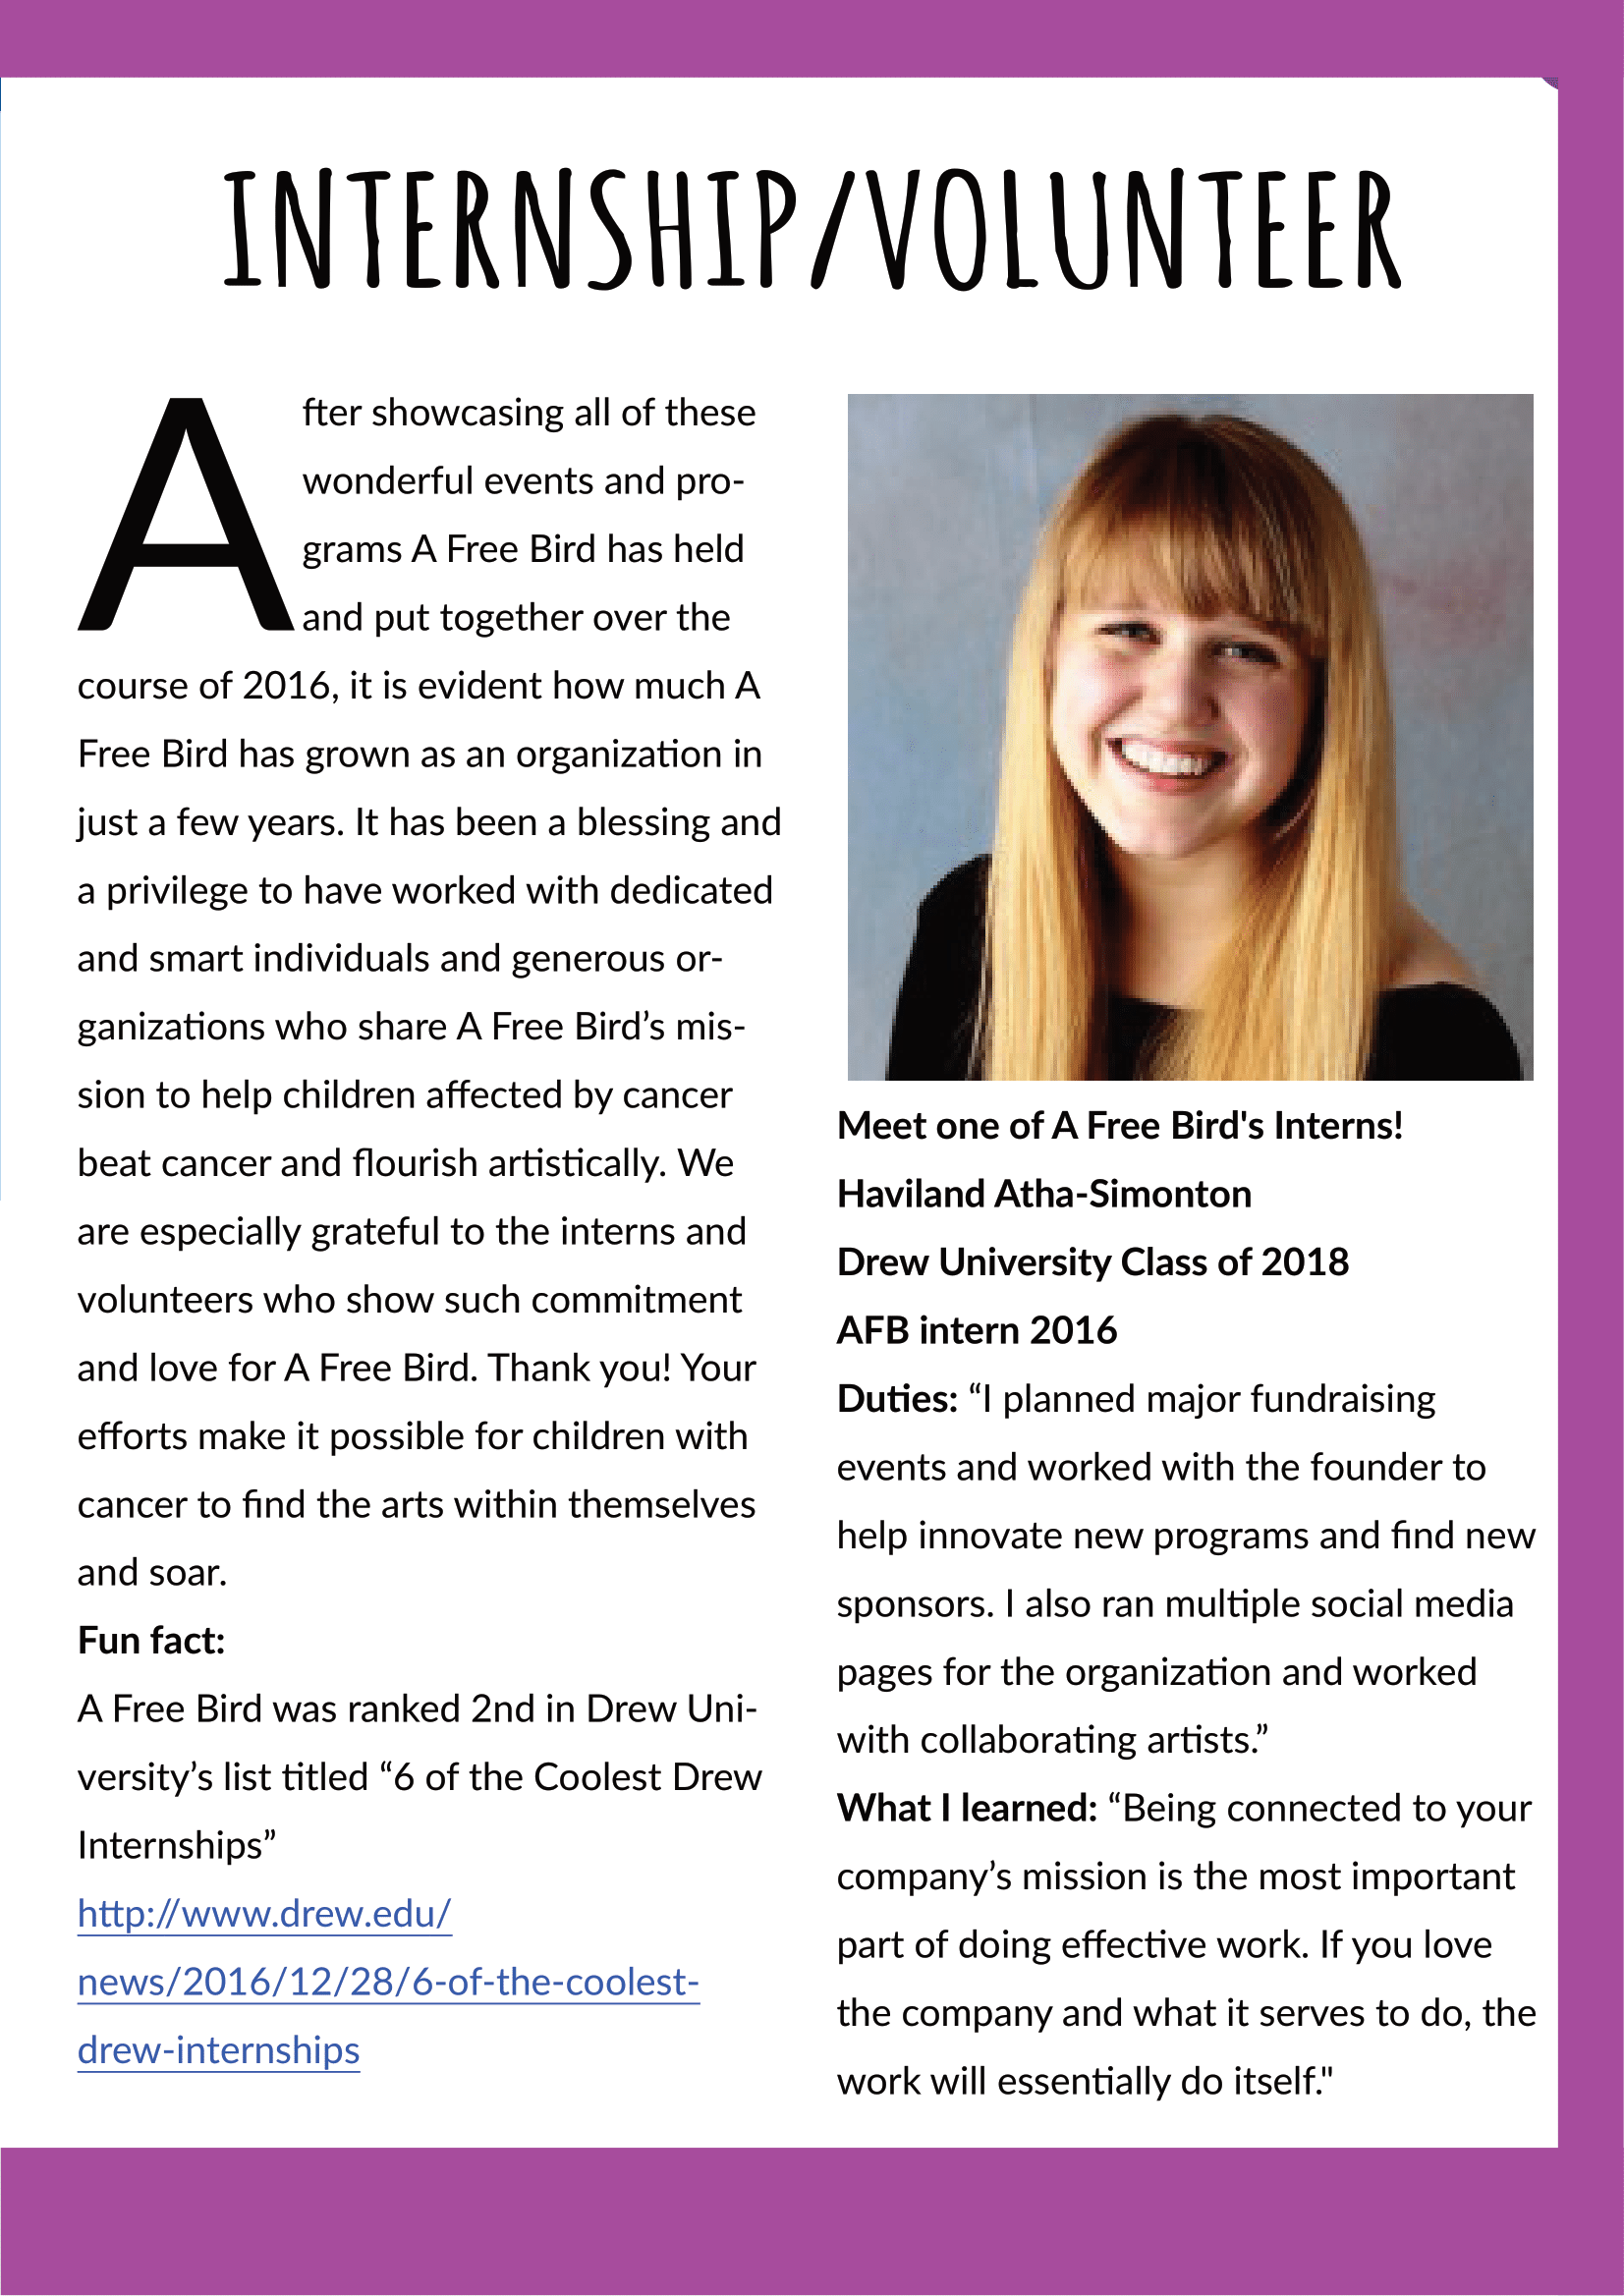 INTERNSHIP/VOLUNTEER
After showcasing all of these
wonderful events and pro-
grams A Free Bird has held
and put together over the
course of 2016, it is evident how much A
Free Bird has grown as an organization in
just a few years. It has been a blessing and
a privilege to have worked with dedicated
and smart individuals and generous or-
ganizations who share A Free Bird’s mis-
sion to help children affected by cancer
beat cancer and flourish artistically. We
are especially grateful to the interns and
volunteers who show such commitment
and love for A Free Bird. Thank you! Your
efforts make it possible for children with
cancer to find the arts within themselves
and soar.
Fun fact:
A Free Bird was ranked 2nd in Drew Uni-
versity’s list titled “6 of the Coolest Drew
Internships”
http://www.drew.edu/
news/2016/12/28/6-of-the-coolest-
drew-internships
Meet one of A Free Bird's Interns!
Haviland Atha-Simonton
Drew University Class of 2018
AFB intern 2016
Duties: “I planned major fundraising
events and worked with the founder to
help innovate new programs and find new
sponsors. I also ran multiple social media
pages for the organization and worked
with collaborating artists.”
What I learned: “Being connected to your
company’s mission is the most important
part of doing effective work. If you love
the company and what it serves to do, the
work will essentially do itself."